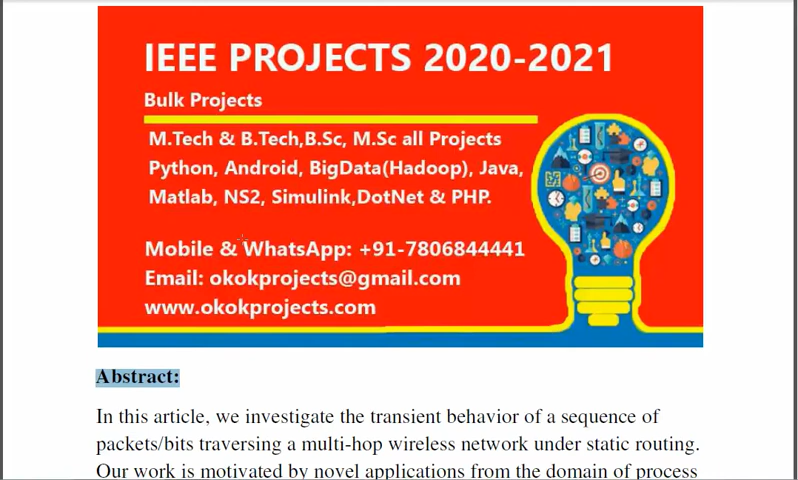 IEEE PROJECTS 2020-2021
Bulk Projects
M.Tech & B.Tech,B.Sc, M.Sc all Projects
Python, Android, BigData(Hadoop), Java,
Matlab, NS2, Simulink,DotNet & PHP.
Mobile & WhatsApp: +91-7806844441
Email: okokprojects@gmail.com
www.okokprojects.com
Abstract:
In this article, we investigate the transient behavior of a sequence of
packets/bits traversing a multi-hop wireless network under static routing.
Our work is motivated by novel applications from the domain of process